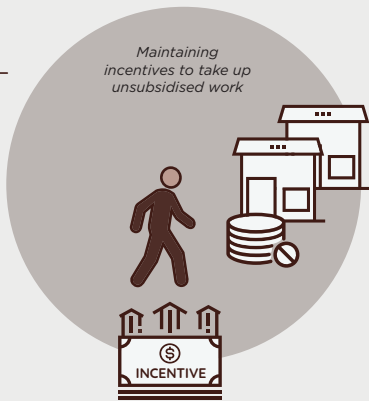 Maintaining
incentives to take up
unsubsidised work
$
INCENTIVE